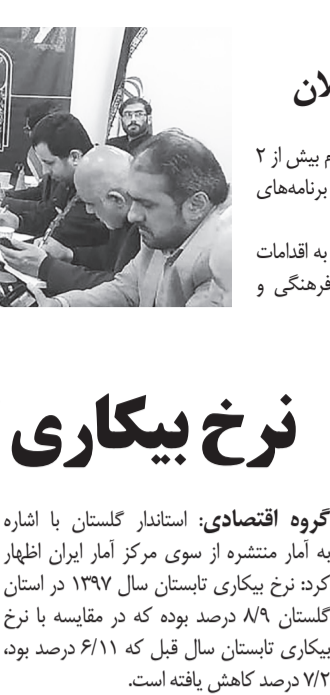 لان
م بیش از ۲
برنامه‌های
به اقدامات
فرهنگی و
نرخ بیکاری
گروه اقتصادی: استاندار گلستان با اشاره
به آمار منتشره از سوی مرکز آمار ایران اظهار
کرد: نرخ بیکاری تابستان سال ۱۳۹۷ در استان
گلستان ۸/۹ درصد بوده که در مقایسه با نرخ
بیکاری تابستان سال قبل که ۶/۱۱ درصد بود،
۷/۲ درصد کاهش یافته است.